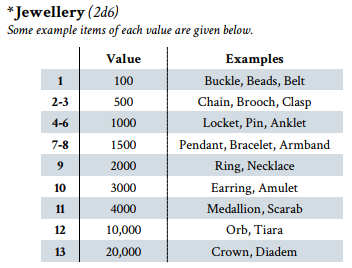 *Jewellery (2d6)
Some example items of each value are given below.
Value Examples
1 100 Buckle, Beads, Belt
2-3 500 Chain, Brooch, Clasp
4-6 1000 Locket, Pin, Anklet
7-8 1500 Pendant, Bracelet, Armband
9 2000 Ring, Necklace
10 3000 Earring, Amulet
11 4000 Medallion, Scarab
12 10,000 Orb, Tiara
13 20,000 Crown, Diadem